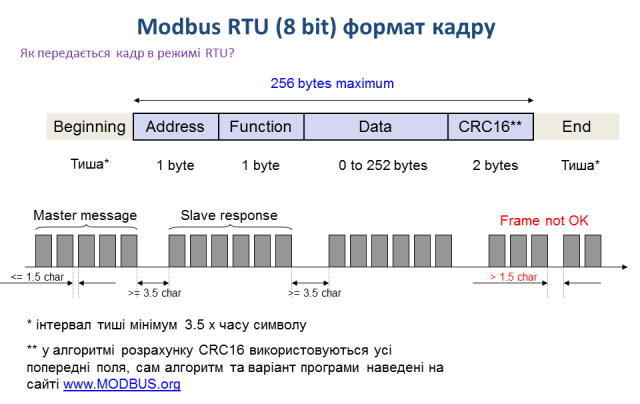 Modbus RTU (8 bit) формат кадру
Як передається кадр в режимі RTU?
256 bytes maximum
Beginning Address Function Data CRC16** End
Тиша* 1 byte 1 byte 0 to 252 bytes 2 bytes Тиша*
Master message Slave response Frame not OK
<= 1.5 char > 1.5 char
>= 3.5 char >= 3.5 char
* інтервал тиші мінімум 3.5 x часу символу
** у алгоритмі розрахунку CRC16 використовуються усі
попередні поля, сам алгоритм та варіант програми наведені на
сайті www.MODBUS.org